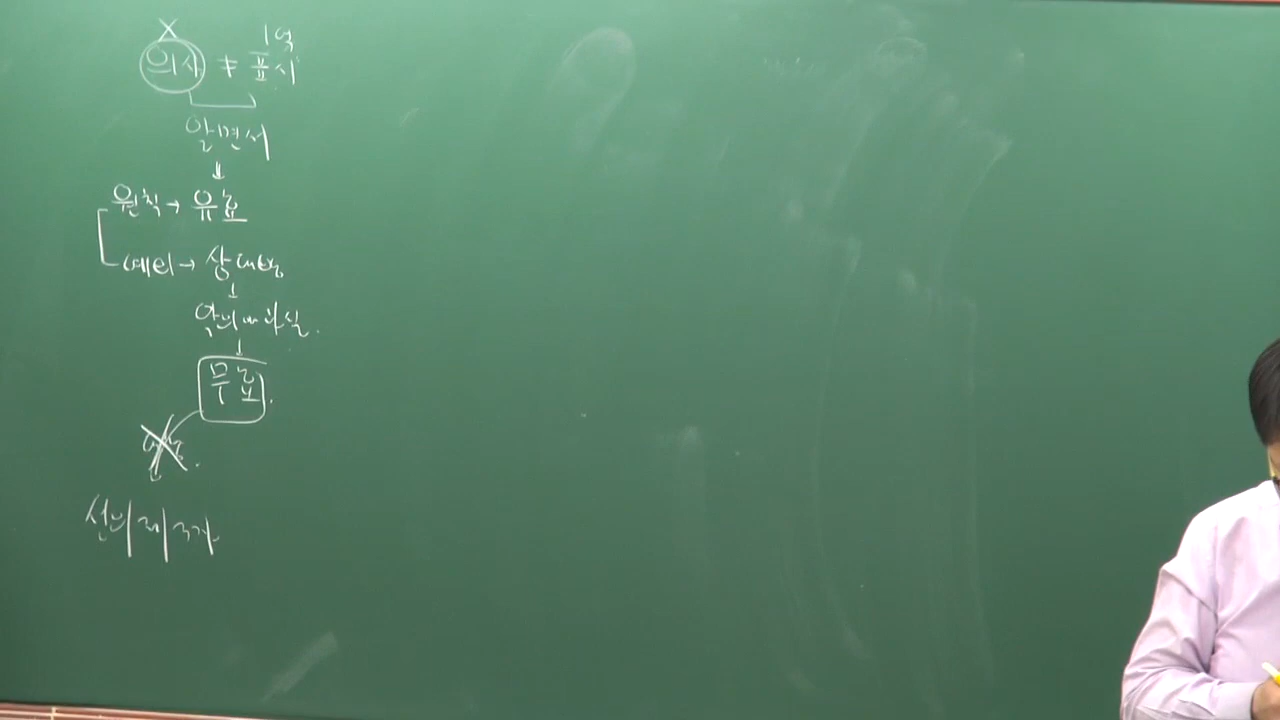 X 1억
의사 ≠ 표시
알면서
↓
원칙 → 유효
예외 → 상대방
↓
악의 or 과실.
↓
무효.
선의 제3자